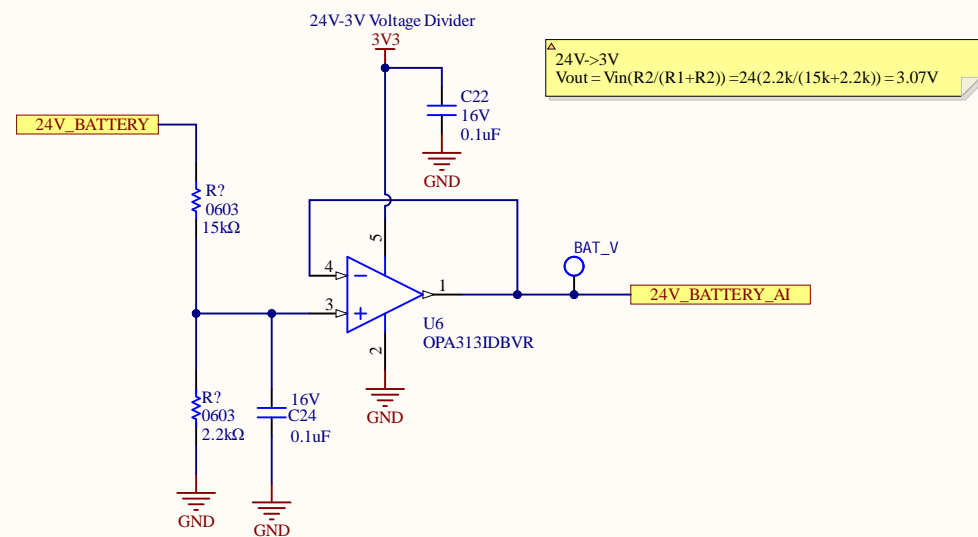 24V-3V Voltage Divider
3V3
24V->3V
Vout = Vin(R2/(R1+R2)) =24(2.2k/(15k+2.2k)) = 3.07V
C22
16V
0.1uF
GND
24V_BATTERY
R?
0603
15kΩ
5
4
3
1
2
BAT_V
24V_BATTERY_AI
U6
OPA313IDBVR
GND
R?
0603
2.2kΩ
16V
C24
0.1uF
GND
GND